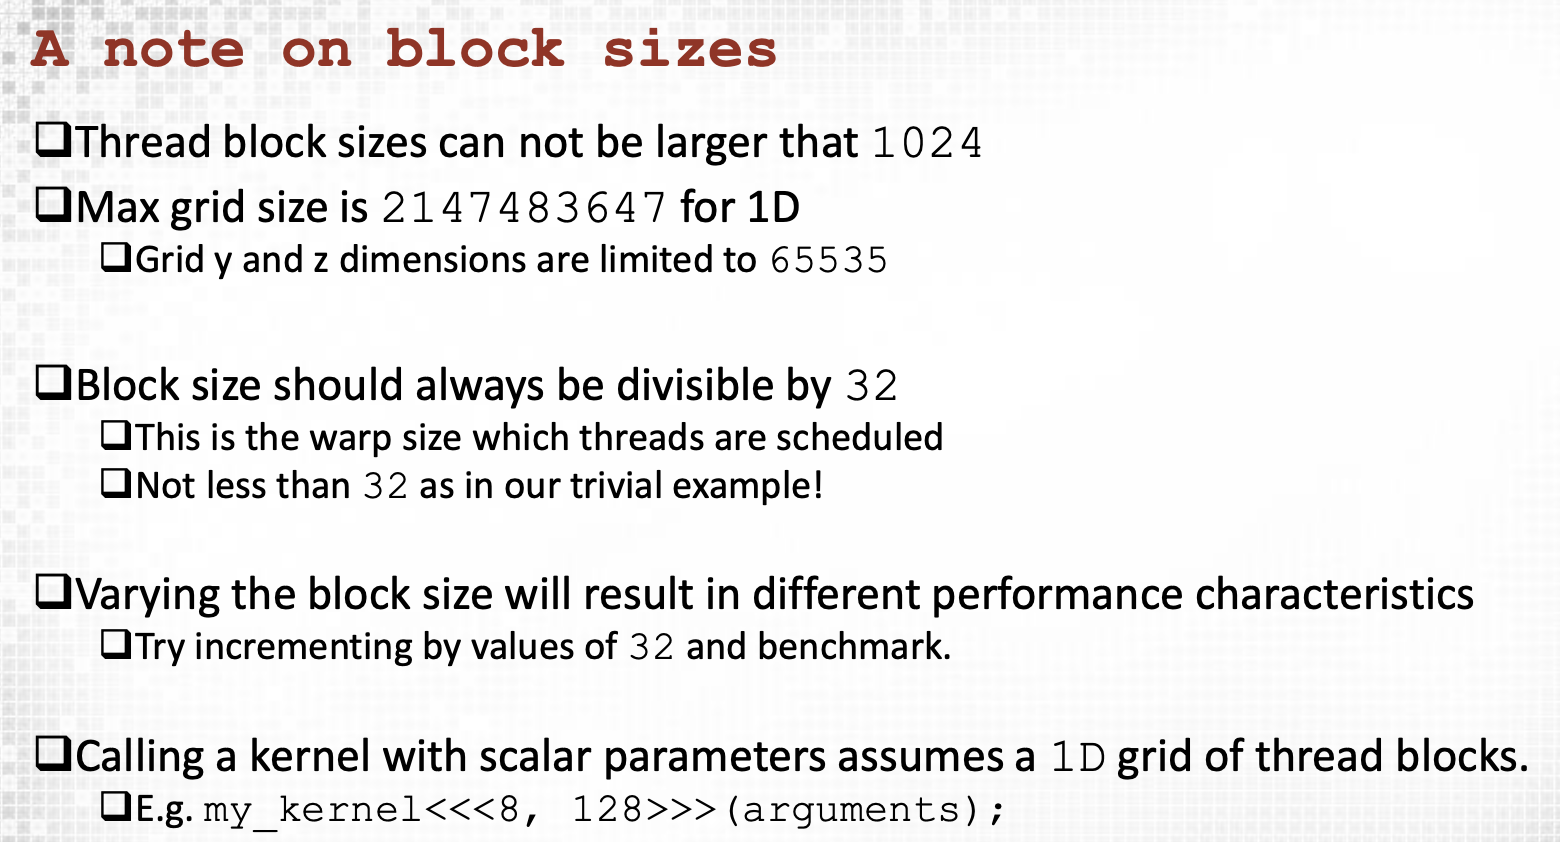 A note on block sizes
❑Thread block sizes can not be larger that 1024
❑Max grid size is 2147483647 for 1D
❑Grid y and z dimensions are limited to 65535
❑Block size should always be divisible by 32
❑This is the warp size which threads are scheduled
❑Not less than 32 as in our trivial example!
❑Varying the block size will result in different performance characteristics
❑Try incrementing by values of 32 and benchmark.
❑Calling a kernel with scalar parameters assumes a 1D grid of thread blocks.
❑E.g. my_kernel<<<8, 128>>>(arguments);